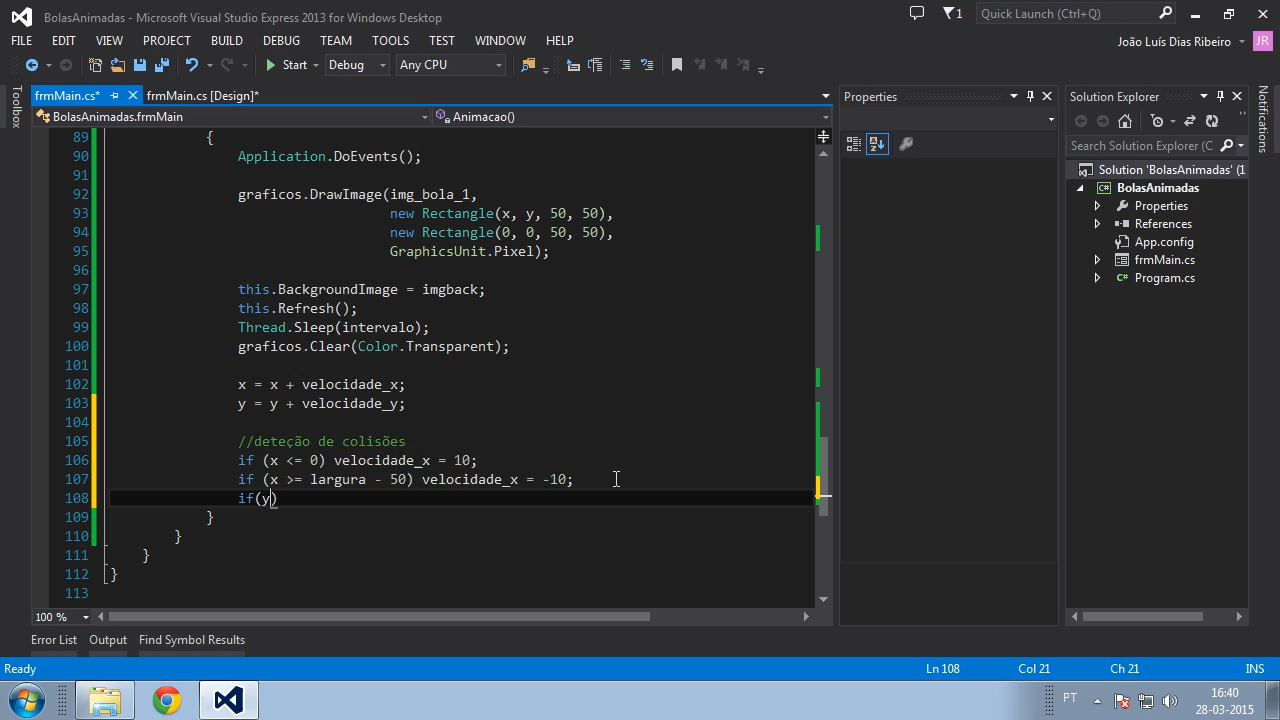 BolasAnimadas - Microsoft Visual Studio Express 2013 for Windows Desktop
1
Quick Launch (Ctrl+Q)
FILE EDIT VIEW PROJECT BUILD DEBUG TEAM TOOLS TEST WINDOW HELP
João Luís Dias Ribeiro JR
Start Debug Any CPU
Toolbox
frmMain.cs* frmMain.cs [Design]*
BolasAnimadas.frmMain Animacao()
89 {
90 Application.DoEvents();
91
92 graficos.DrawImage(img_bola_1,
93 new Rectangle(x, y, 50, 50),
94 new Rectangle(0, 0, 50, 50),
95 GraphicsUnit.Pixel);
96
97 this.BackgroundImage = imgback;
98 this.Refresh();
99 Thread.Sleep(intervalo);
100 graficos.Clear(Color.Transparent);
101
102 x = x + velocidade_x;
103 y = y + velocidade_y;
104
105 //deteção de colisões
106 if (x <= 0) velocidade_x = 10;
107 if (x >= largura - 50) velocidade_x = -10;
108 if(y)
109 }
110 }
111 }
112 }
113
100 %
Properties
Solution Explorer
Search Solution Explorer (C
Solution 'BolasAnimadas' (1
BolasAnimadas
Properties
References
App.config
frmMain.cs
Program.cs
Notifications
Error List Output Find Symbol Results
Ready Ln 108 Col 21 Ch 21 INS
PT 16:40
28-03-2015